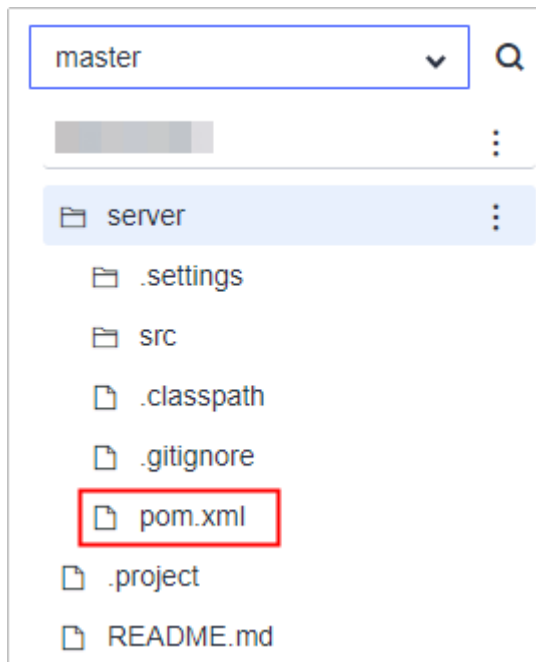 master
server
.settings
src
.classpath
.gitignore
pom.xml
.project
README.md